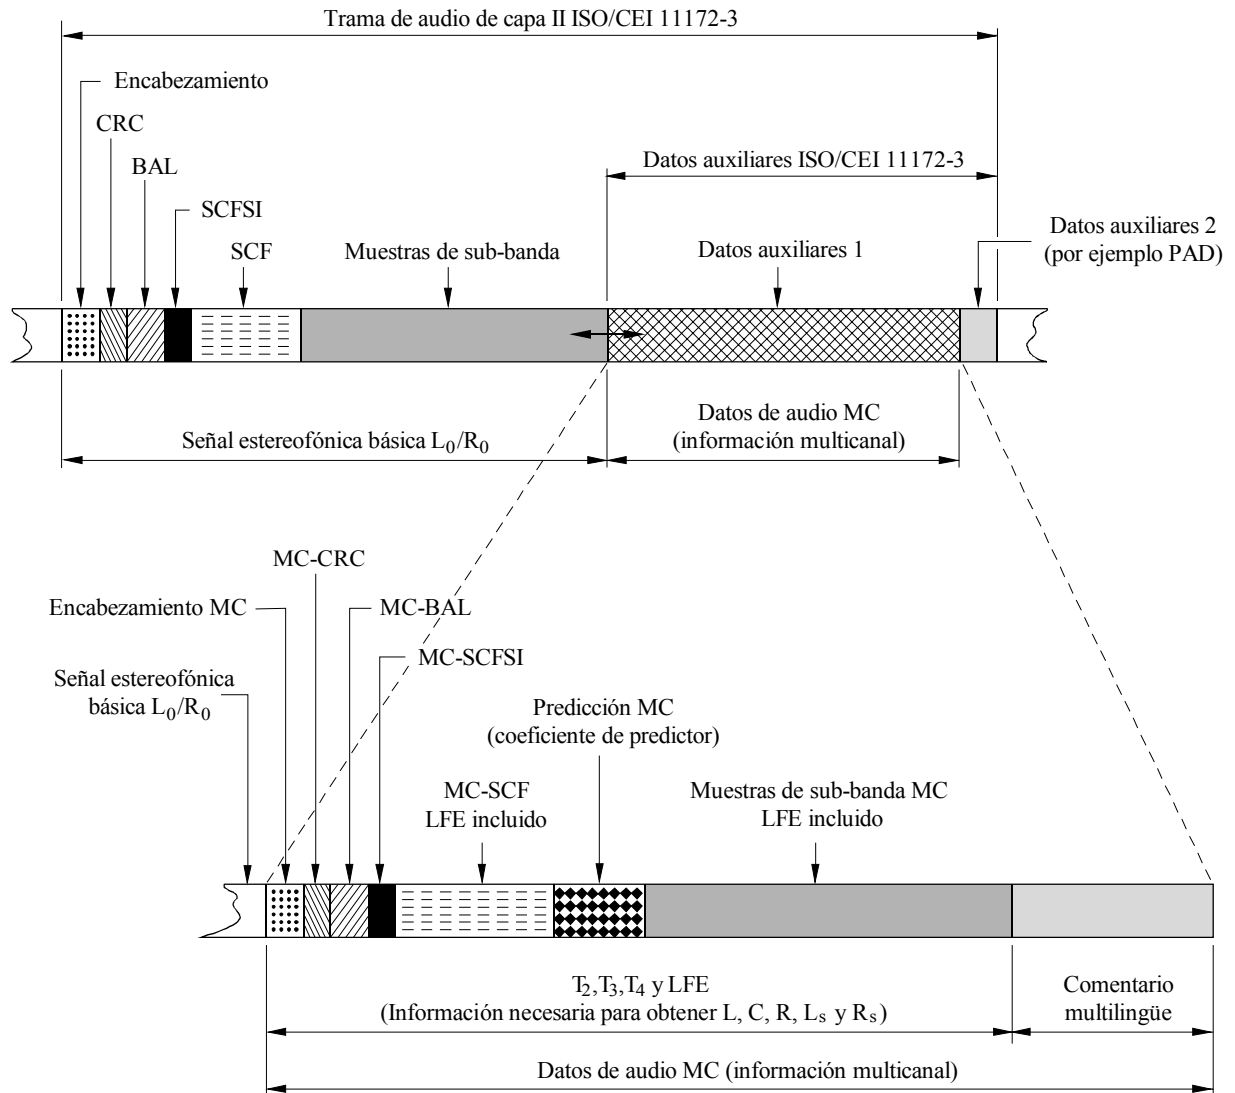 Trama de audio de capa II ISO/CEI 11172-3
Encabezamiento
CRC
BAL
SCFSI
SCF
Muestras de sub-banda
Datos auxiliares ISO/CEI 11172-3
Datos auxiliares 1
Datos auxiliares 2
(por ejemplo PAD)
Señal estereofónica básica L0/R0
Datos de audio MC
(información multicanal)
MC-CRC
Encabezamiento MC
MC-BAL
MC-SCFSI
Señal estereofónica
básica L0/R0
Predicción MC
(coeficiente de predictor)
MC-SCF
LFE incluido
Muestras de sub-banda MC
LFE incluido
T2,T3,T4 y LFE
(Información necesaria para obtener L, C, R, Ls y Rs)
Comentario
multilingüe
Datos de audio MC (información multicanal)